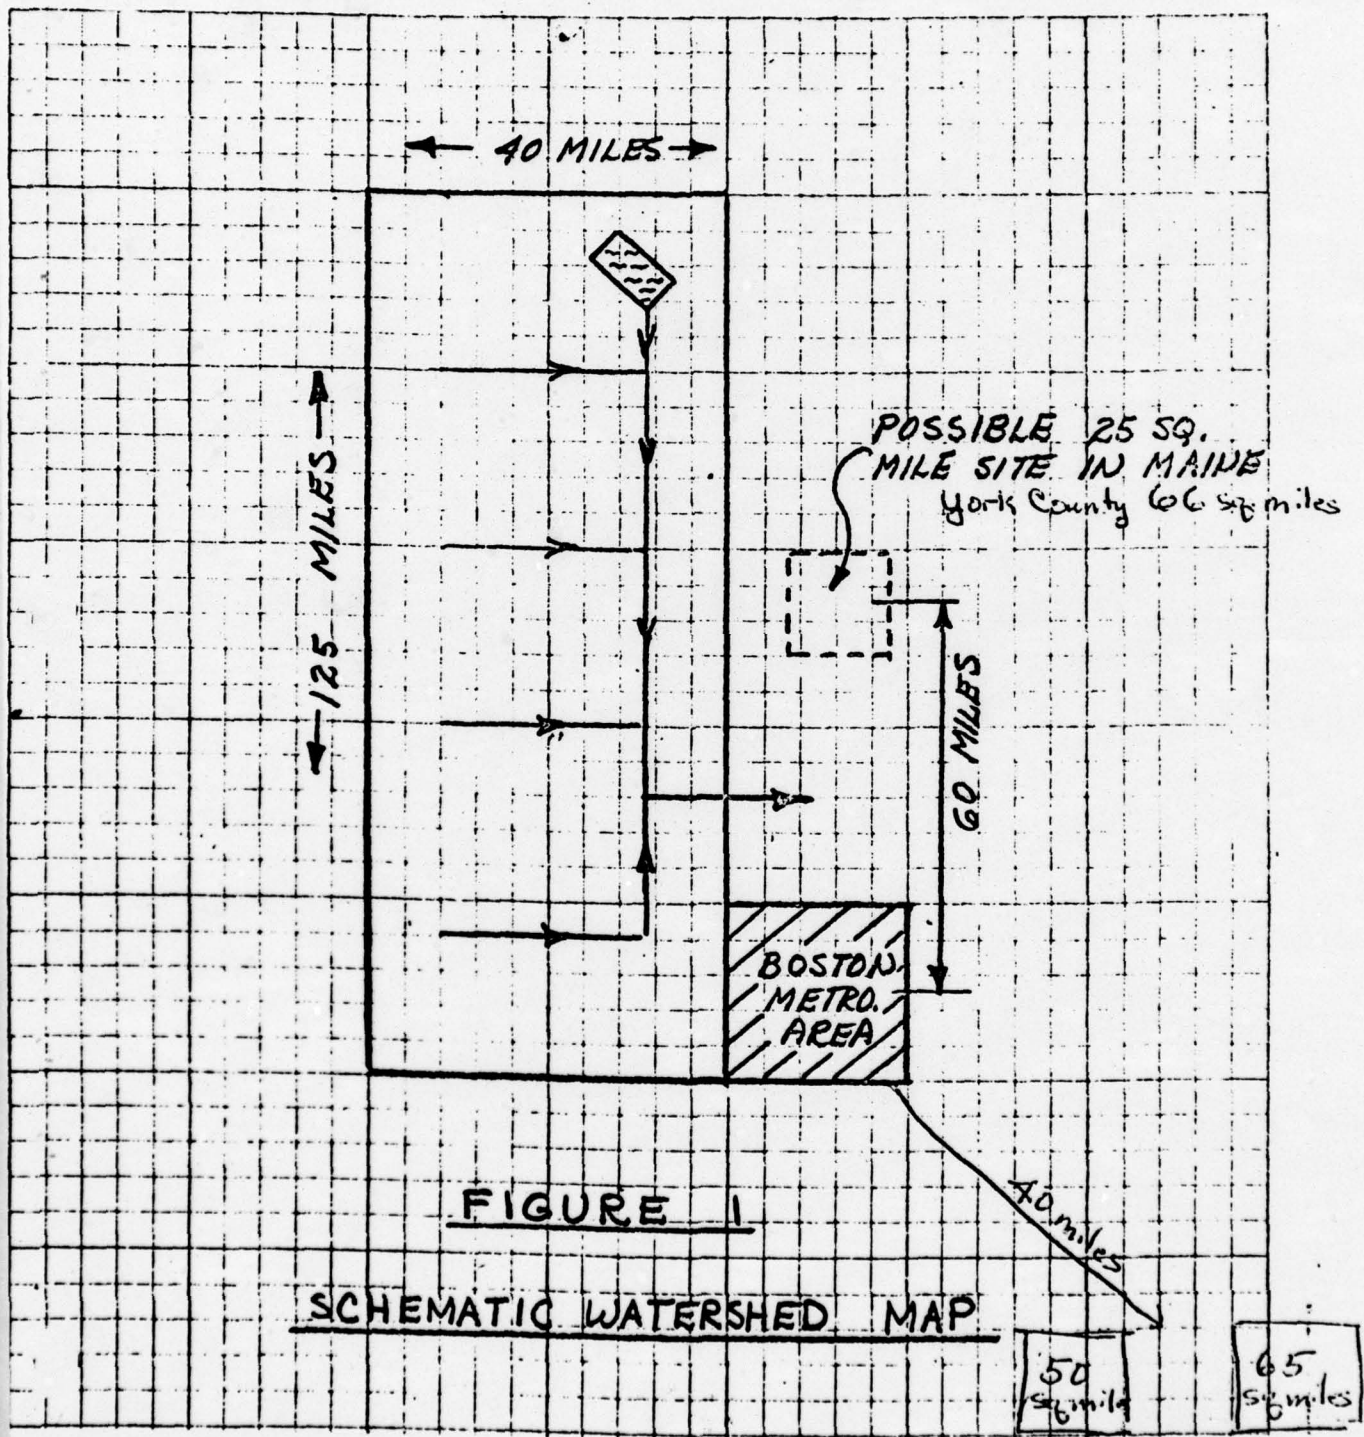 40 MILES
125 MILES
POSSIBLE 25 SQ.
MILE SITE IN MAINE
York County 66 sq. miles
60 MILES
BOSTON
METRO.
AREA
40 miles
FIGURE 1
SCHEMATIC WATERSHED MAP
50
sq mile
65
sq miles